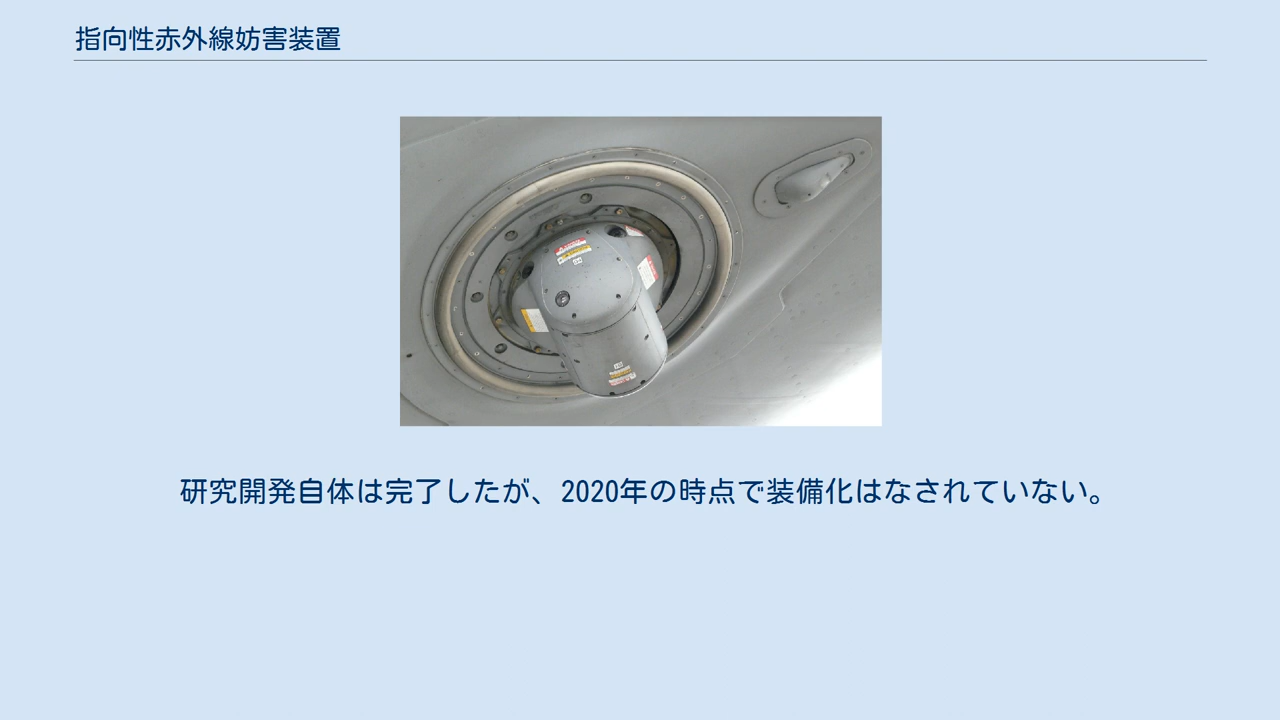 指向性赤外線妨害装置
研究開発自体は完了したが、2020年の時点で装備化はなされていない。